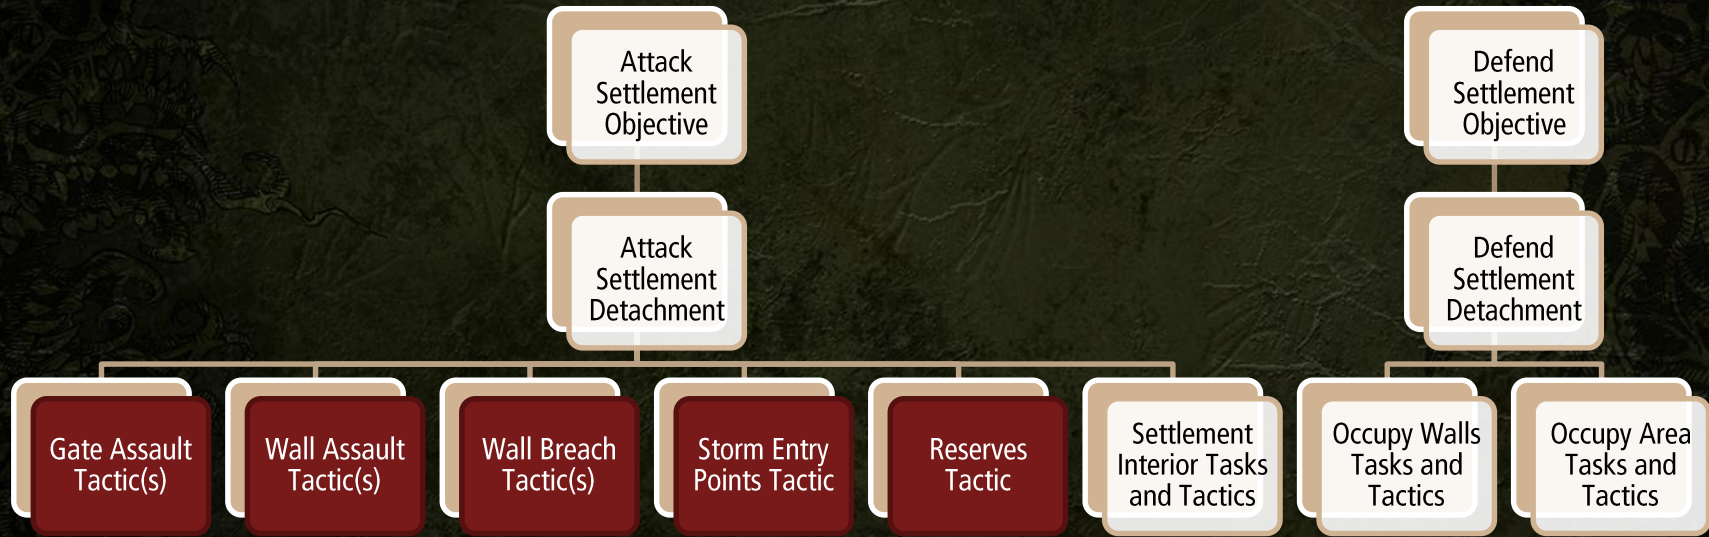 Attack
Settlement
Objective
Defend
Settlement
Objective
Attack
Settlement
Detachment
Defend
Settlement
Detachment
Gate Assault
Tactic(s)
Wall Assault
Tactic(s)
Wall Breach
Tactic(s)
Storm Entry
Points Tactic
Reserves
Tactic
Settlement
Interior Tasks
and Tactics
Occupy Walls
Tasks and
Tactics
Occupy Area
Tasks and
Tactics